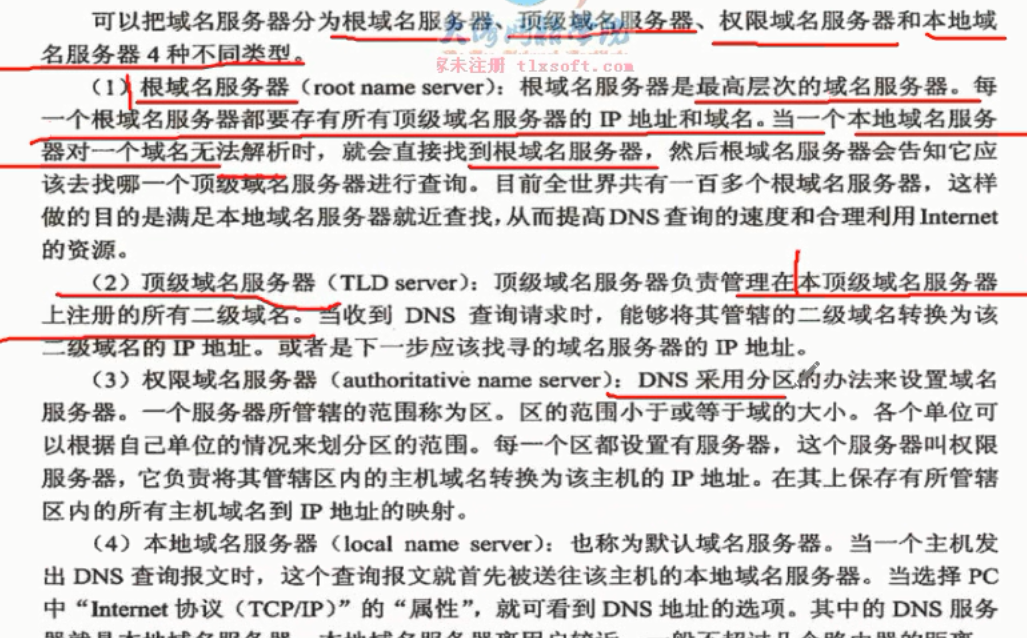 可以把域名服务器分为根域名服务器、顶级域名服务器、权限域名服务器和本地域
名服务器 4 种不同类型。
家未注册 tlxsoft.com
（1）根域名服务器（root name server）：根域名服务器是最高层次的域名服务器。每
一个根域名服务器都要存有所有顶级域名服务器的 IP 地址和域名。当一个本地域名服务
器对一个域名无法解析时，就会直接找到根域名服务器，然后根域名服务器会告知它应
该去找哪一个顶级域名服务器进行查询。目前全世界共有一百多个根域名服务器，这样
做的目的是满足本地域名服务器就近查找，从而提高 DNS 查询的速度和合理利用 Internet
的资源。
（2）顶级域名服务器（TLD server）：顶级域名服务器负责管理在本顶级域名服务器
上注册的所有二级域名。当收到 DNS 查询请求时，能够将其管辖的二级域名转换为该
二级域名的 IP 地址。或者是下一步应该找寻的域名服务器的 IP 地址。
（3）权限域名服务器（authoritative name server）：DNS 采用分区的办法来设置域名
服务器。一个服务器所管辖的范围称为区。区的范围小于或等于域的大小。各个单位可
以根据自己单位的情况来划分区的范围。每一个区都设置有服务器，这个服务器叫权限
服务器，它负责将其管辖区内的主机域名转换为该主机的 IP 地址。在其上保存有所管辖
区内的所有主机域名到 IP 地址的映射。
（4）本地域名服务器（local name server）：也称为默认域名服务器。当一个主机发
出 DNS 查询报文时，这个查询报文就首先被送往该主机的本地域名服务器。当选择 PC
中“Internet 协议（TCP/IP）”的“属性”，就可看到 DNS 地址的选项。其中的 DNS 服务